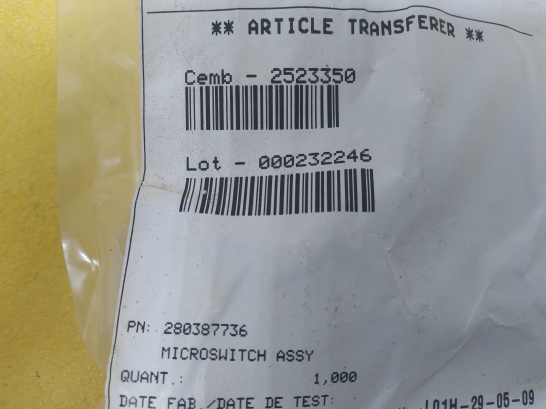 ** ARTICLE TRANSFERER **
Cemb - 2523350
Lot - 000232246
PN: 280387736
MICROSWITCH ASSY
QUANT.: 1,000
DATE FAB./DATE DE TEST:
L01H-29-05-09